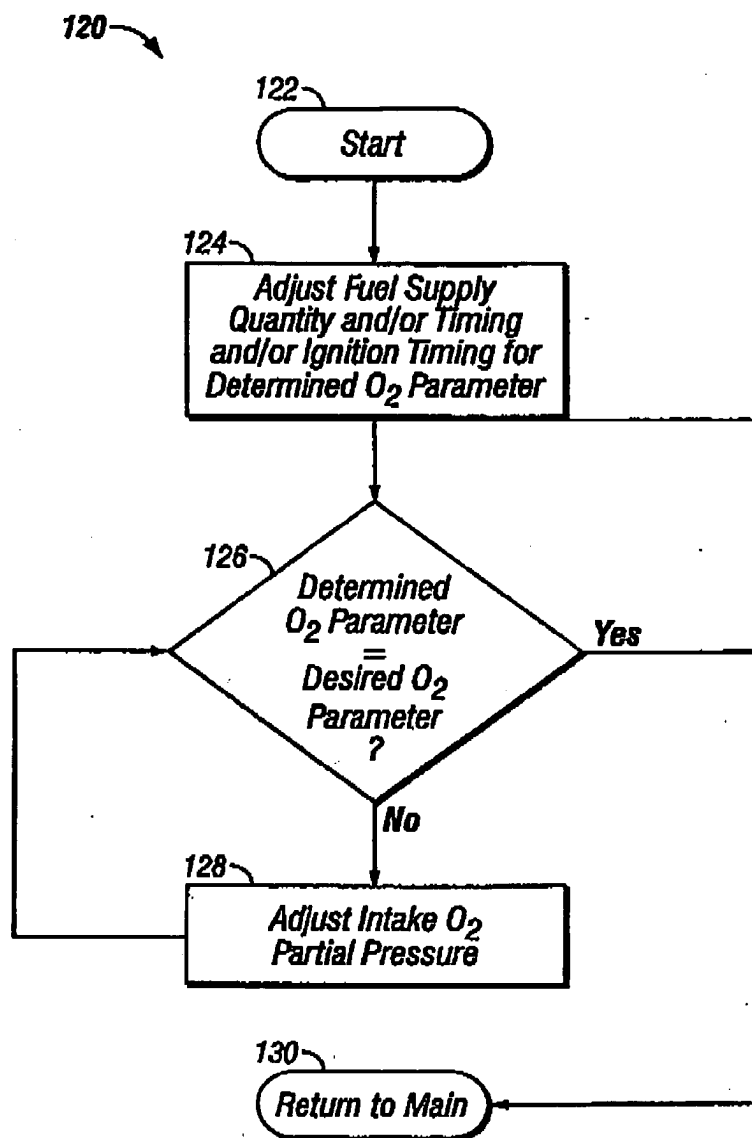 120
122
Start
124
Adjust Fuel Supply
Quantity and/or Timing
and/or Ignition Timing for
Determined O₂ Parameter
126
Determined
O₂ Parameter
=
Desired O₂
Parameter
?
Yes
No
128
Adjust Intake O₂
Partial Pressure
130
Return to Main